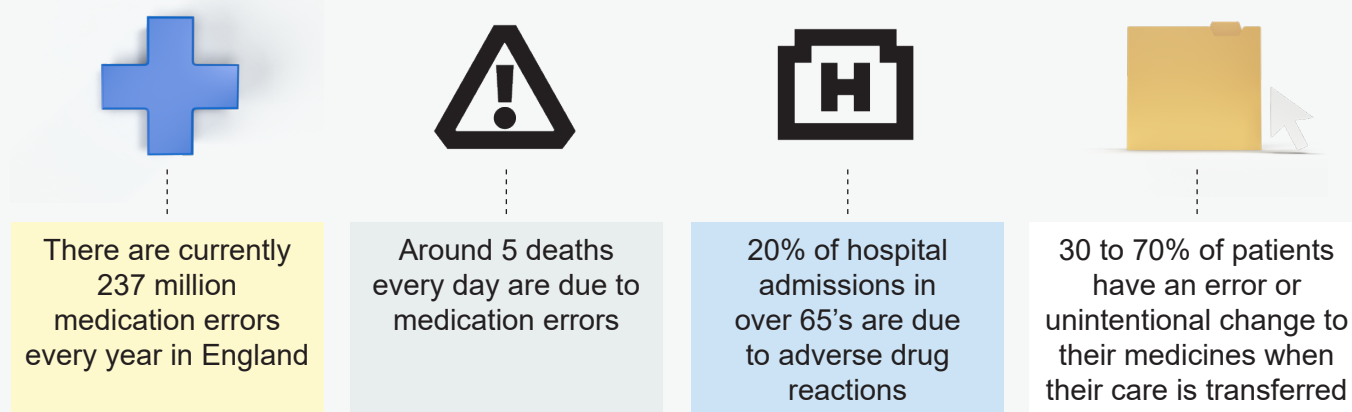 H
There are currently
237 million
medication errors
every year in England
Around 5 deaths
every day are due to
medication errors
20% of hospital
admissions in
over 65’s are due
to adverse drug
reactions
30 to 70% of patients
have an error or
unintentional change to
their medicines when
their care is transferred